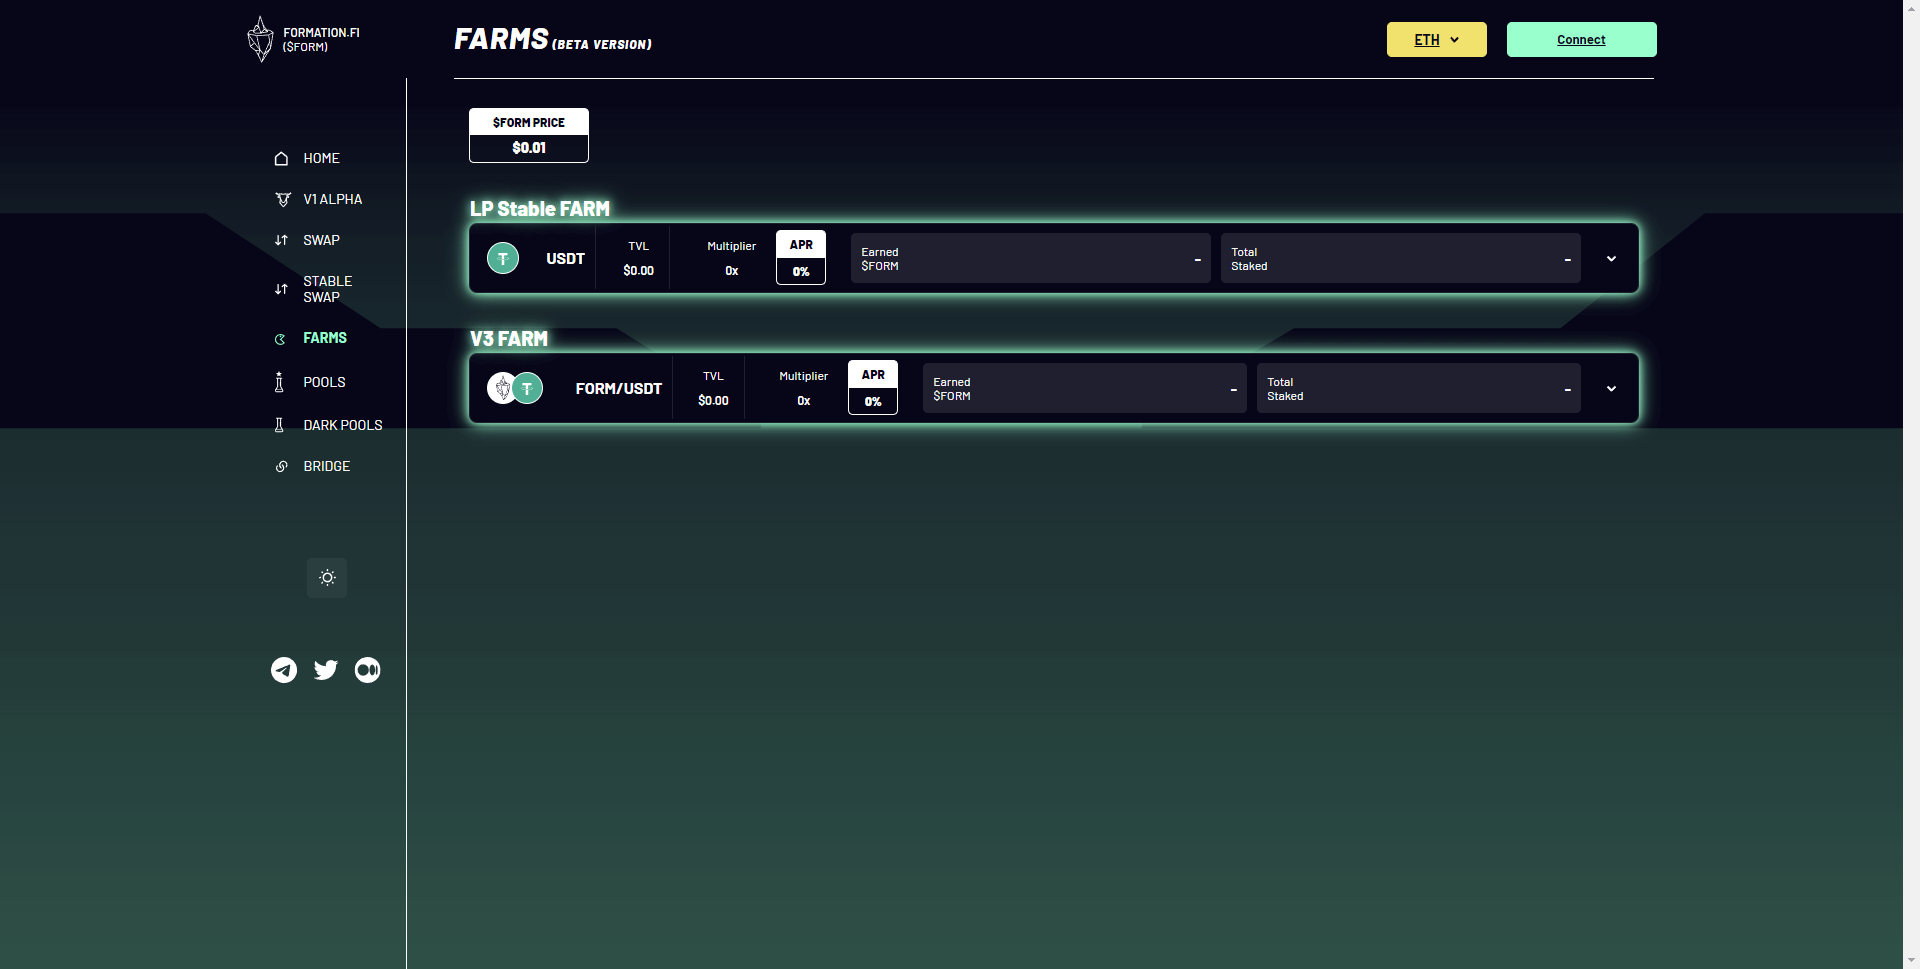 FORMATION.FI
($FORM)
FARMS (BETA VERSION)
ETH
Connect
$FORM PRICE
$0.01
HOME
V1 ALPHA
SWAP
STABLE
SWAP
FARMS
POOLS
DARK POOLS
BRIDGE
LP Stable FARM
USDT
TVL
$0.00
Multiplier
0x
APR
0%
Earned
$FORM
-
Total
Staked
-
V3 FARM
FORM/USDT
TVL
$0.00
Multiplier
0x
APR
0%
Earned
$FORM
-
Total
Staked
-